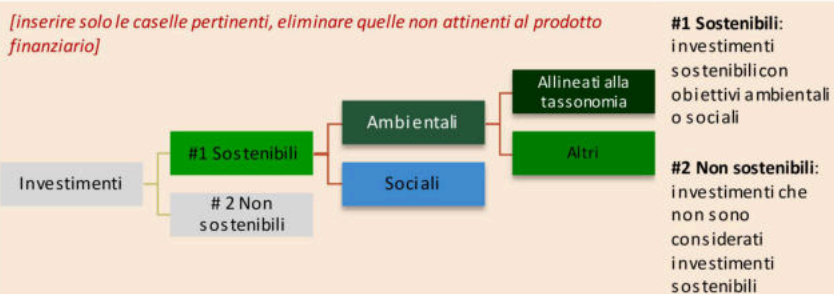 [inserire solo le caselle pertinenti, eliminare quelle non attinenti al prodotto
finanziario]
Investimenti
#1 Sostenibili
# 2 Non
sostenibili
Ambientali
Sociali
Allineati alla
tassonomia
Altri
#1 Sostenibili:
investimenti
sostenibili con
obiettivi ambientali
o sociali
#2 Non sostenibili:
investimenti che
non sono
considerati
investimenti
sostenibili